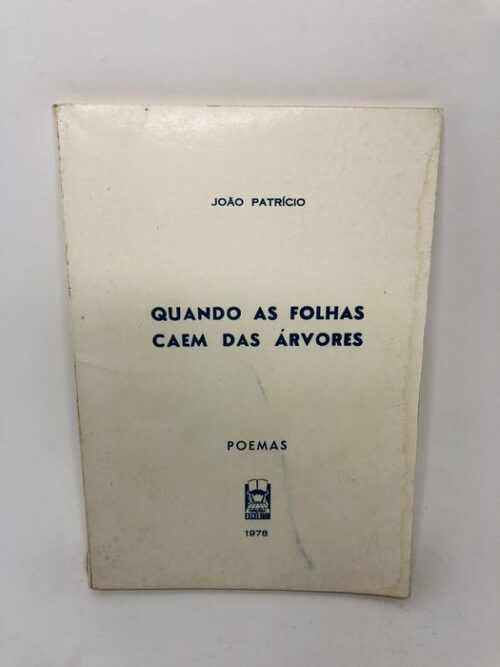 JOÃO PATRÍCIO
QUANDO AS FOLHAS
CAEM DAS ÁRVORES
POEMAS
1978